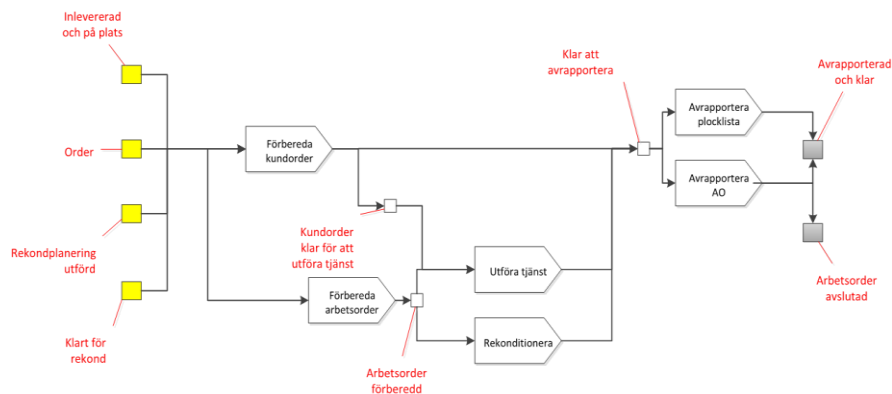 Inlevererad
och på plats
Order
Rekondplanering
utförd
Klart för
rekond
Förbereda
kundorder
Kundorder
klar för att
utföra tjänst
Förbereda
arbetsorder
Arbetsorder
förberedd
Utföra tjänst
Rekonditionera
Klar att
avrapportera
Avrapportera
plocklista
Avrapportera
AO
Avrapporterad
och klar
Arbetsorder
avslutad